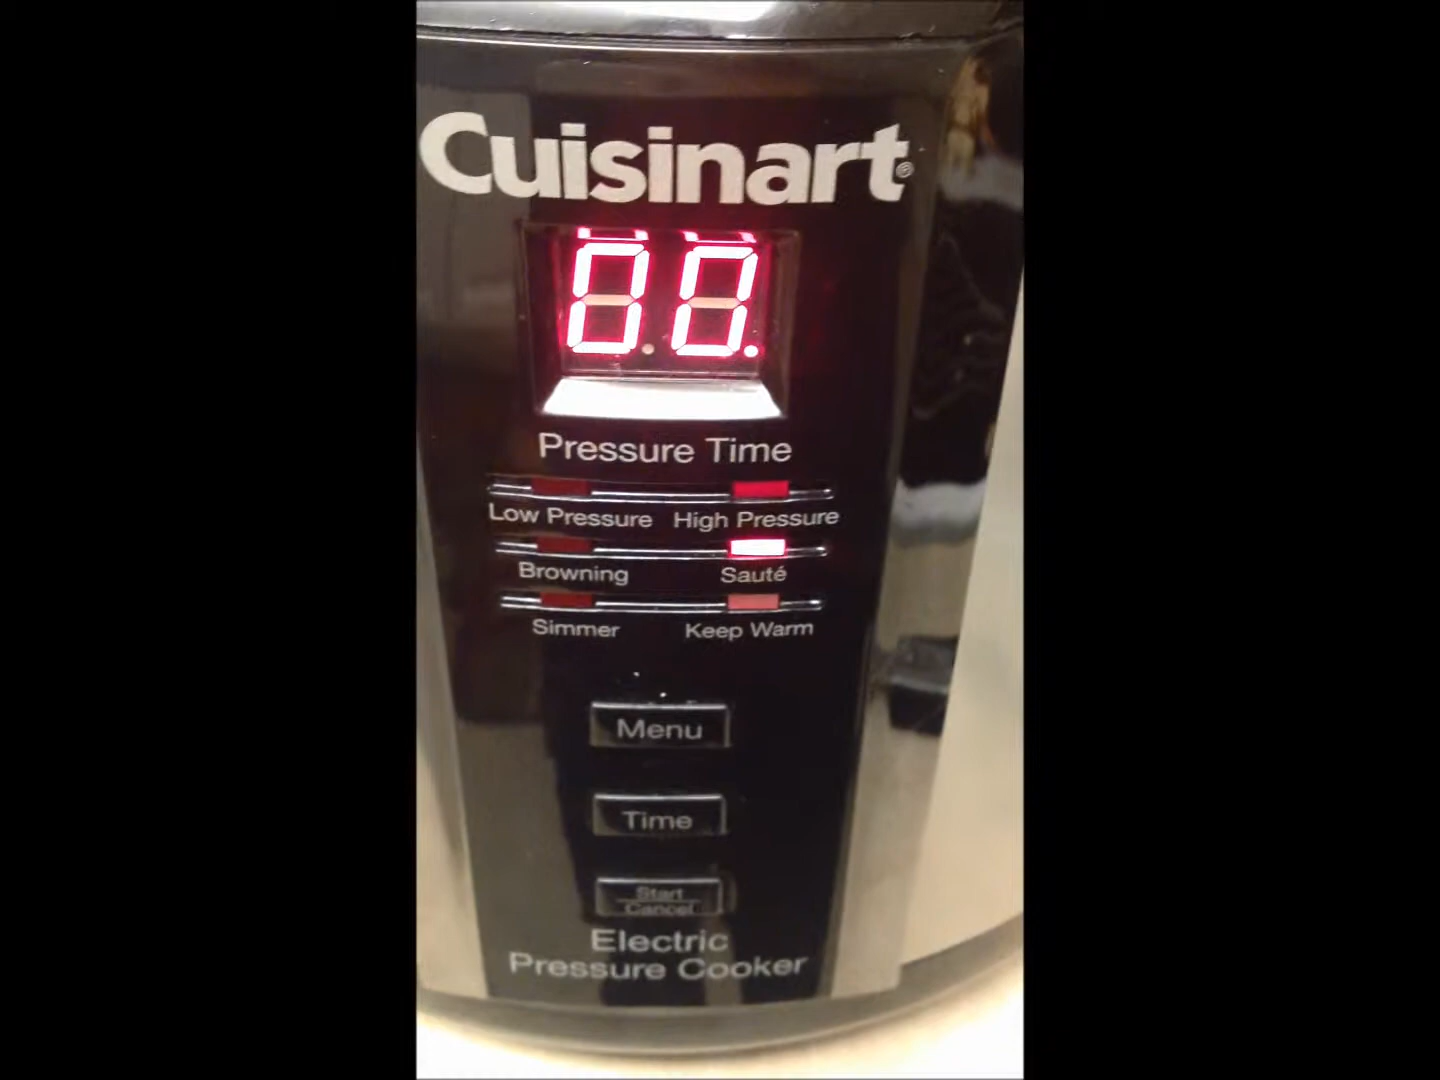 Cuisinart®
00.
Pressure Time
Low Pressure High Pressure
Browning Sauté
Simmer Keep Warm
Menu
Time
Start
Cancel
Electric
Pressure Cooker